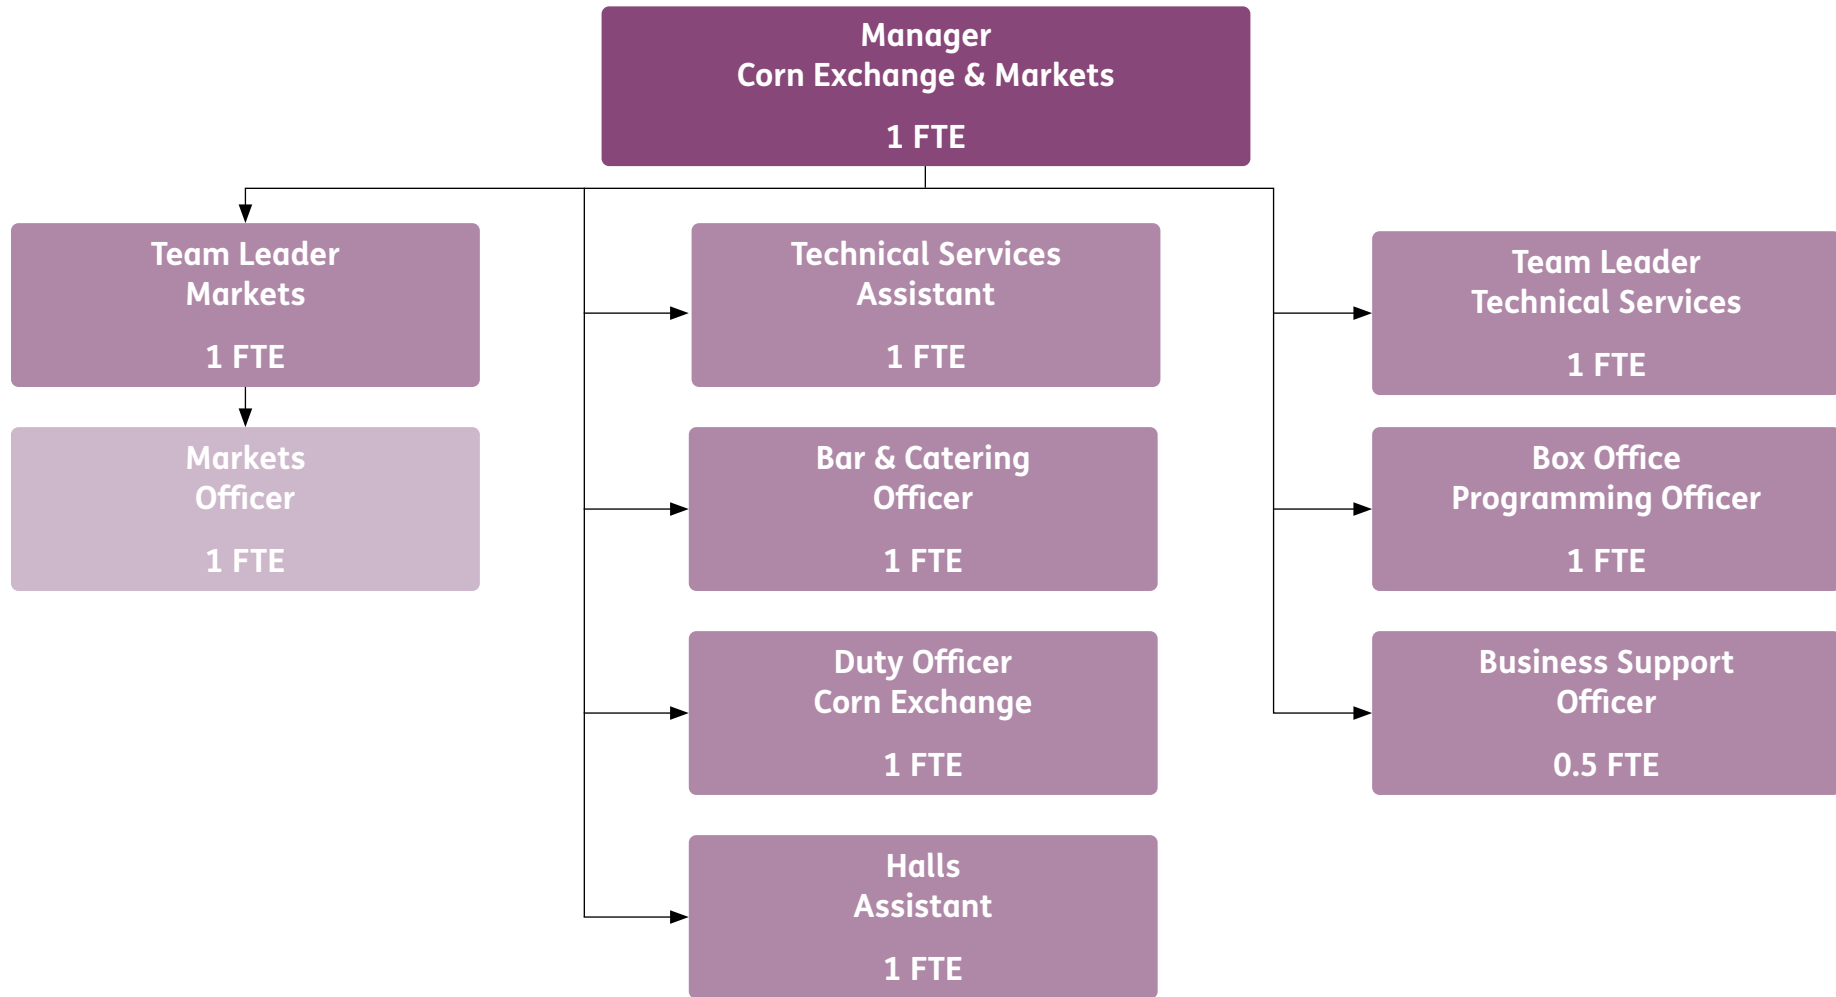 Manager
Corn Exchange & Markets
1 FTE
Team Leader
Markets
1 FTE
Markets
Officer
1 FTE
Technical Services
Assistant
1 FTE
Bar & Catering
Officer
1 FTE
Duty Officer
Corn Exchange
1 FTE
Halls
Assistant
1 FTE
Team Leader
Technical Services
1 FTE
Box Office
Programming Officer
1 FTE
Business Support
Officer
0.5 FTE